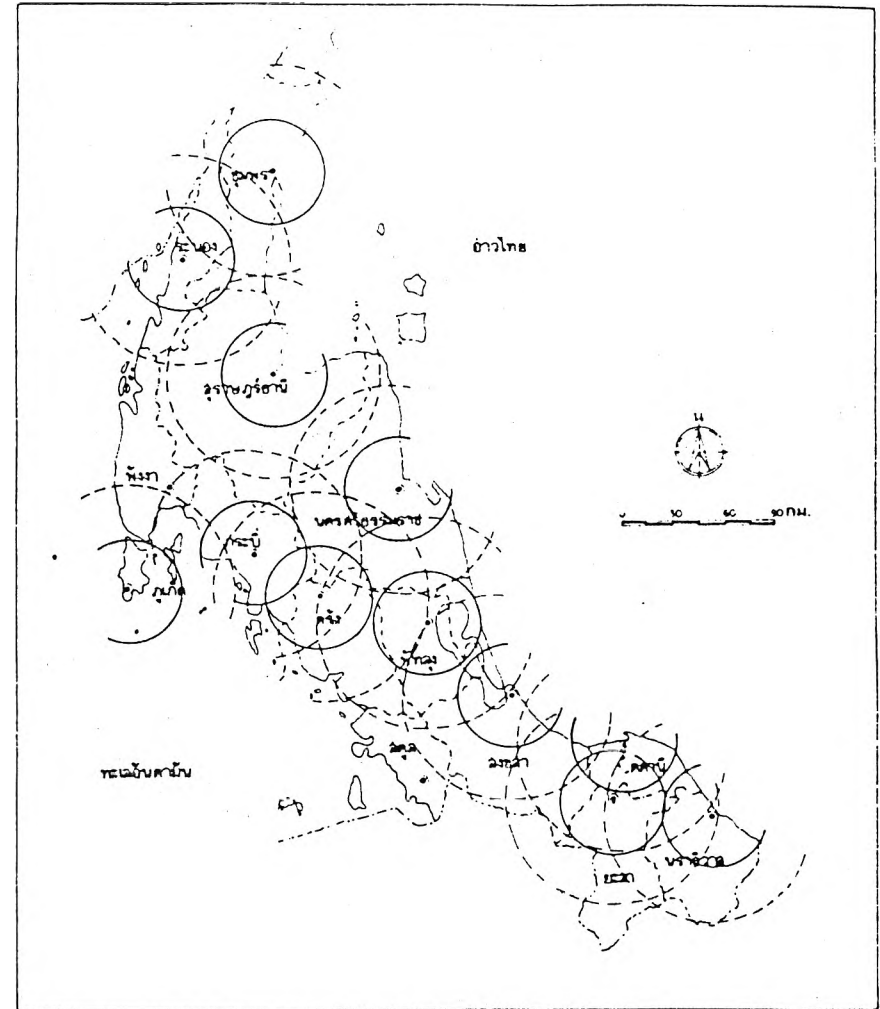 ชุมพร
ระนอง
อ่าวไทย
สุราษฎร์ธานี
น
พังงา
นครศรีธรรมราช
30 60 90 กม.
กระบี่
ภูเก็ต
ตรัง
พัทลุง
สตูล
สงขลา
ปัตตานี
ทะเลอันดามัน
ยะลา
นราธิวาส